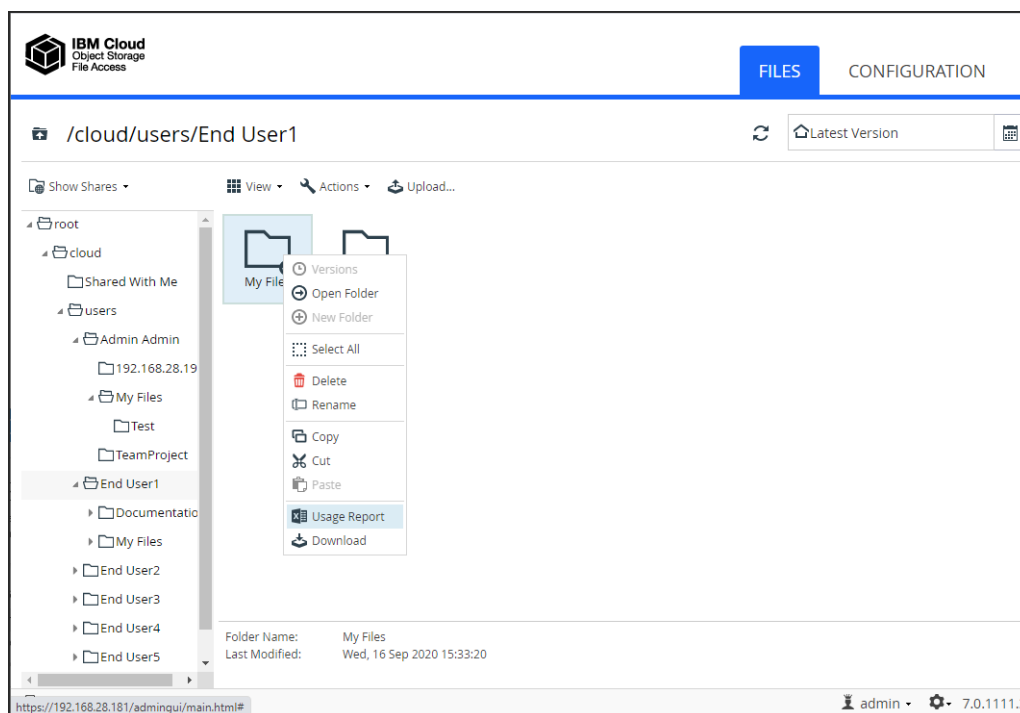 IBM Cloud
Object Storage
File Access
FILES
CONFIGURATION
/cloud/users/End User1
Latest Version
Show Shares
View
Actions
Upload...
root
cloud
Shared With Me
users
Admin Admin
192.168.28.19
My Files
Test
TeamProject
End User1
Documentatio
My Files
End User2
End User3
End User4
End User5
My File
Versions
Open Folder
New Folder
Select All
Delete
Rename
Copy
Cut
Paste
Usage Report
Download
Folder Name: My Files
Last Modified: Wed, 16 Sep 2020 15:33:20
https://192.168.28.181/admingui/main.html#
admin
7.0.1111.